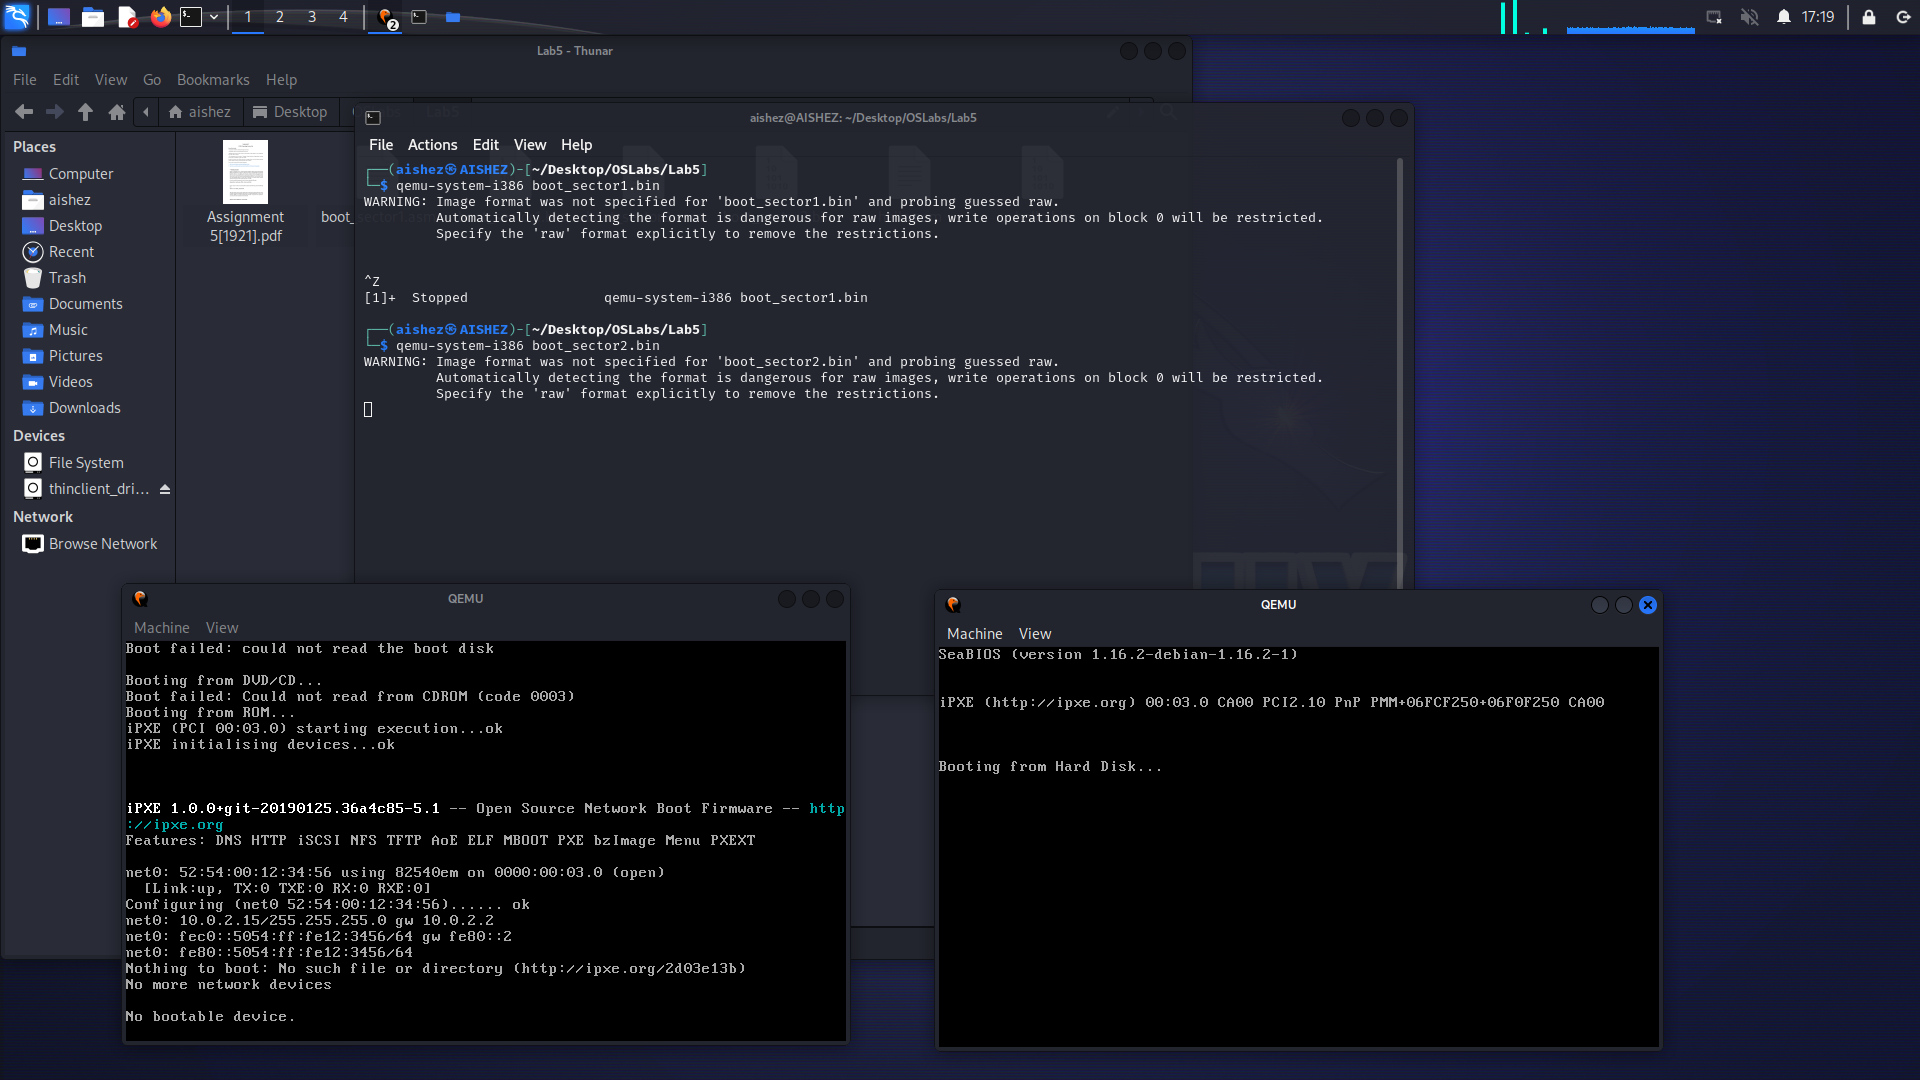 1 2 3 4 2 17:19
Lab5 - Thunar
File Edit View Go Bookmarks Help
aishez Desktop Lab5
Places
Computer
aishez
Desktop
Recent
Trash
Documents
Music
Pictures
Videos
Downloads
Devices
File System
thinclient_dri...
Network
Browse Network
Assignment
5[1921].pdf
aishez@AISHEZ: ~/Desktop/OSLabs/Lab5
File Actions Edit View Help
(aishez㉿AISHEZ)-[~/Desktop/OSLabs/Lab5]
$ qemu-system-i386 boot_sector1.bin
WARNING: Image format was not specified for 'boot_sector1.bin' and probing guessed raw.
Automatically detecting the format is dangerous for raw images, write operations on block 0 will be restricted.
Specify the 'raw' format explicitly to remove the restrictions.
^Z
[1]+ Stopped qemu-system-i386 boot_sector1.bin
(aishez㉿AISHEZ)-[~/Desktop/OSLabs/Lab5]
$ qemu-system-i386 boot_sector2.bin
WARNING: Image format was not specified for 'boot_sector2.bin' and probing guessed raw.
Automatically detecting the format is dangerous for raw images, write operations on block 0 will be restricted.
Specify the 'raw' format explicitly to remove the restrictions.
QEMU
Machine View
Boot failed: could not read the boot disk
Booting from DVD/CD...
Boot failed: Could not read from CDROM (code 0003)
Booting from ROM...
iPXE (PCI 00:03.0) starting execution...ok
iPXE initialising devices...ok
iPXE 1.0.0+git-20190125.36a4c85-5.1 -- Open Source Network Boot Firmware -- http
://ipxe.org
Features: DNS HTTP iSCSI NFS TFTP AoE ELF MBOOT PXE bzImage Menu PXEXT
net0: 52:54:00:12:34:56 using 82540em on 0000:00:03.0 (open)
[Link:up, TX:0 TXE:0 RX:0 RXE:0]
Configuring (net0 52:54:00:12:34:56)...... ok
net0: 10.0.2.15/255.255.255.0 gw 10.0.2.2
net0: fec0::5054:ff:fe12:3456/64 gw fe80::2
net0: fe80::5054:ff:fe12:3456/64
Nothing to boot: No such file or directory (http://ipxe.org/2d03e13b)
No more network devices
No bootable device.
QEMU
Machine View
SeaBIOS (version 1.16.2-debian-1.16.2-1)
iPXE (http://ipxe.org) 00:03.0 CA00 PCI2.10 PnP PMM+06FCF250+06F0F250 CA00
Booting from Hard Disk...